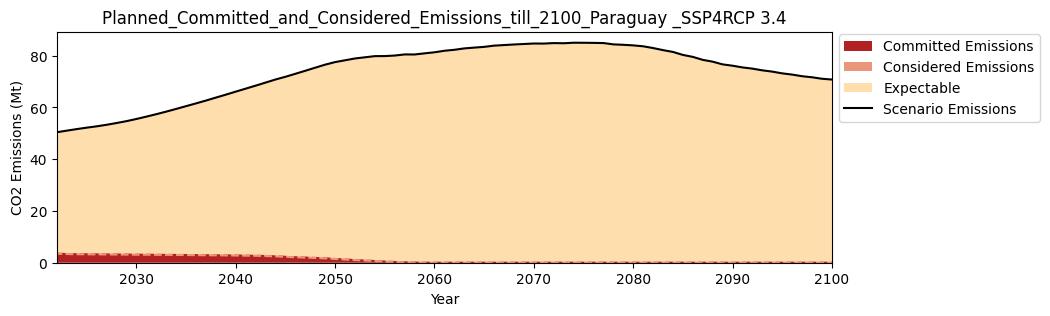 Planned_Committed_and_Considered_Emissions_till_2100_Paraguay _SSP4RCP 3.4
CO2 Emissions (Mt)
80
60
40
20
0
2030 2040 2050 2060 2070 2080 2090 2100
Year
Committed Emissions
Considered Emissions
Expectable
Scenario Emissions